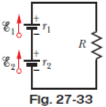 +
ℰ₁ r₁
-
R
+
ℰ₂ r₂
-
Fig. 27-33